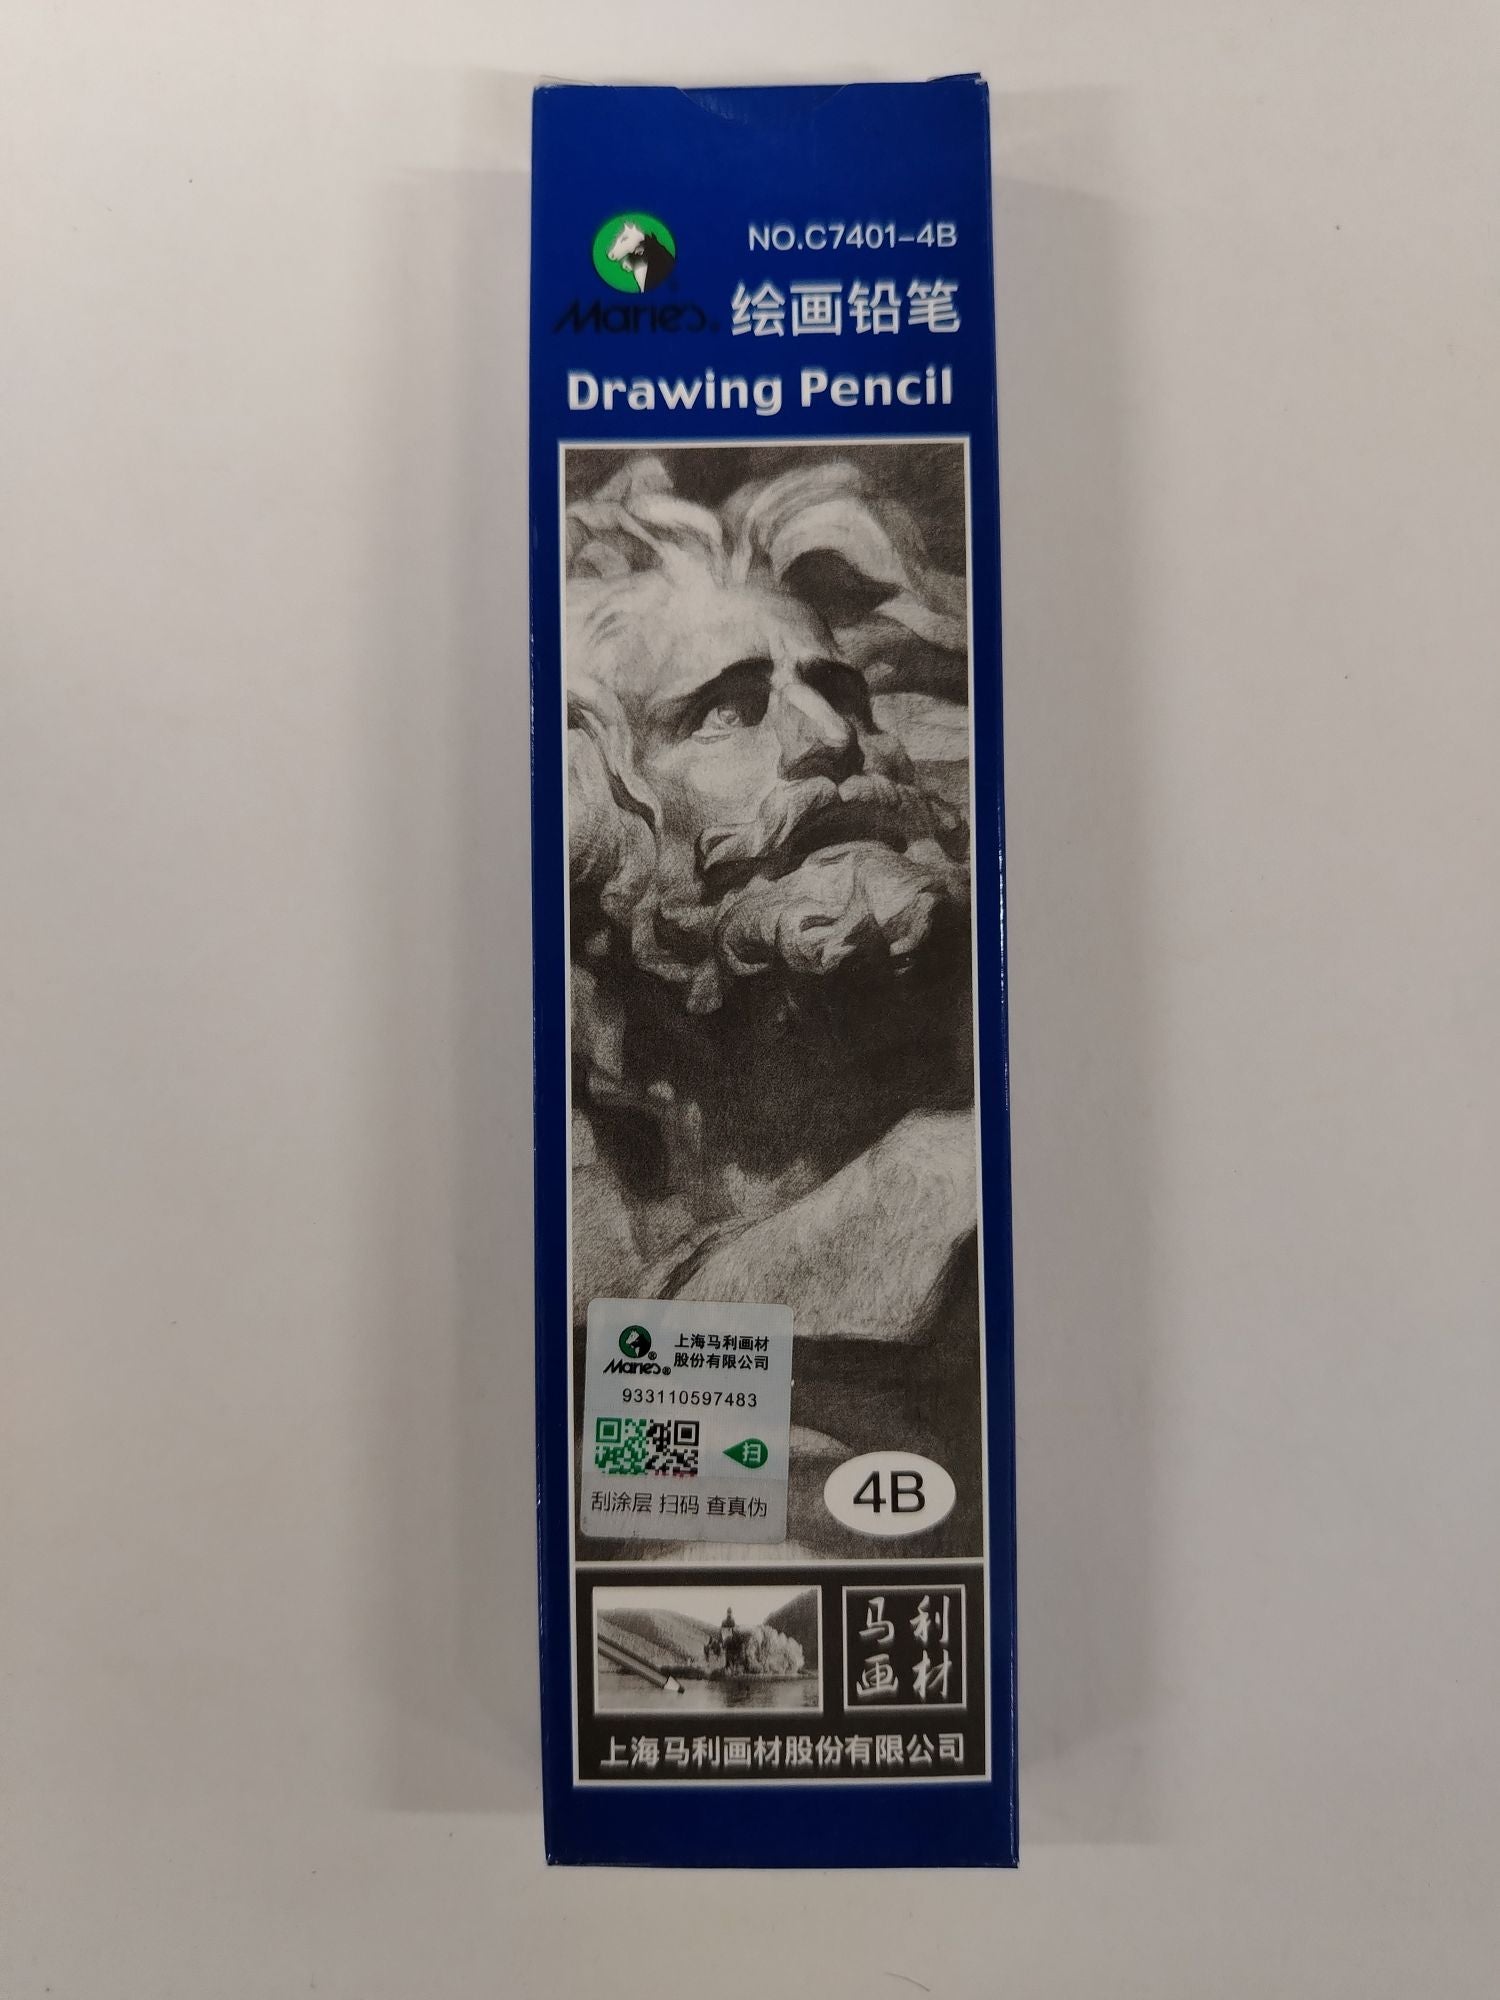 NO.C7401-4B
Marie's®
绘画铅笔
Drawing Pencil
Marie's®
上海马利画材
股份有限公司
933110597483
扫
刮涂层 扫码 查真伪
4B
马利
画材
上海马利画材股份有限公司